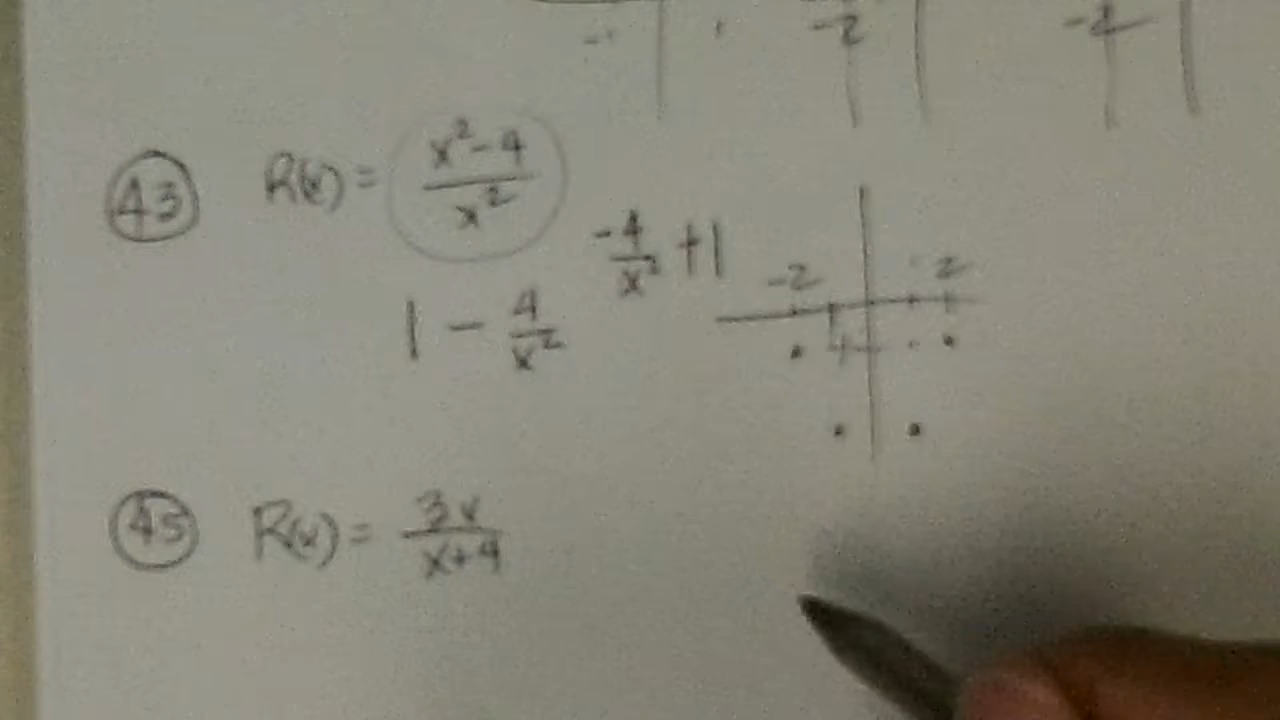 -2
-2
43 R(x) = x²-4 / x²
-4/x² +1
1 - 4/x²
-2 2
45 R(x) = 3x / x+4